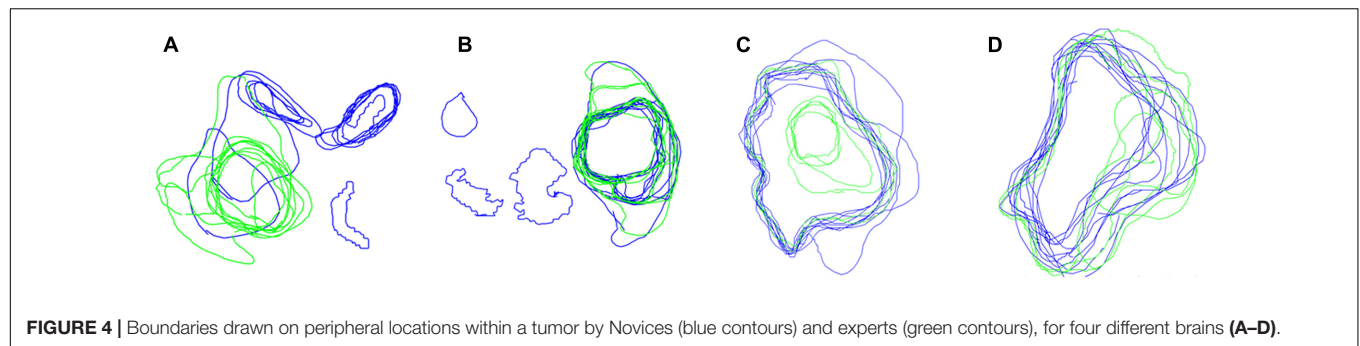 A B C D
FIGURE 4 | Boundaries drawn on peripheral locations within a tumor by Novices (blue contours) and experts (green contours), for four different brains (A–D).